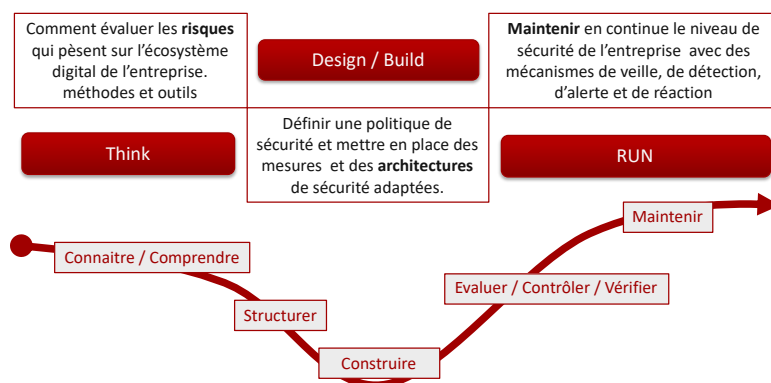 Comment évaluer les risques
qui pèsent sur l'écosystème
digital de l'entreprise.
méthodes et outils
Think
Design / Build
Définir une politique de
sécurité et mettre en place des
mesures et des architectures
de sécurité adaptées.
Maintenir en continue le niveau de
sécurité de l'entreprise avec des
mécanismes de veille, de détection,
d'alerte et de réaction
RUN
Connaitre / Comprendre
Structurer
Construire
Evaluer / Contrôler / Vérifier
Maintenir